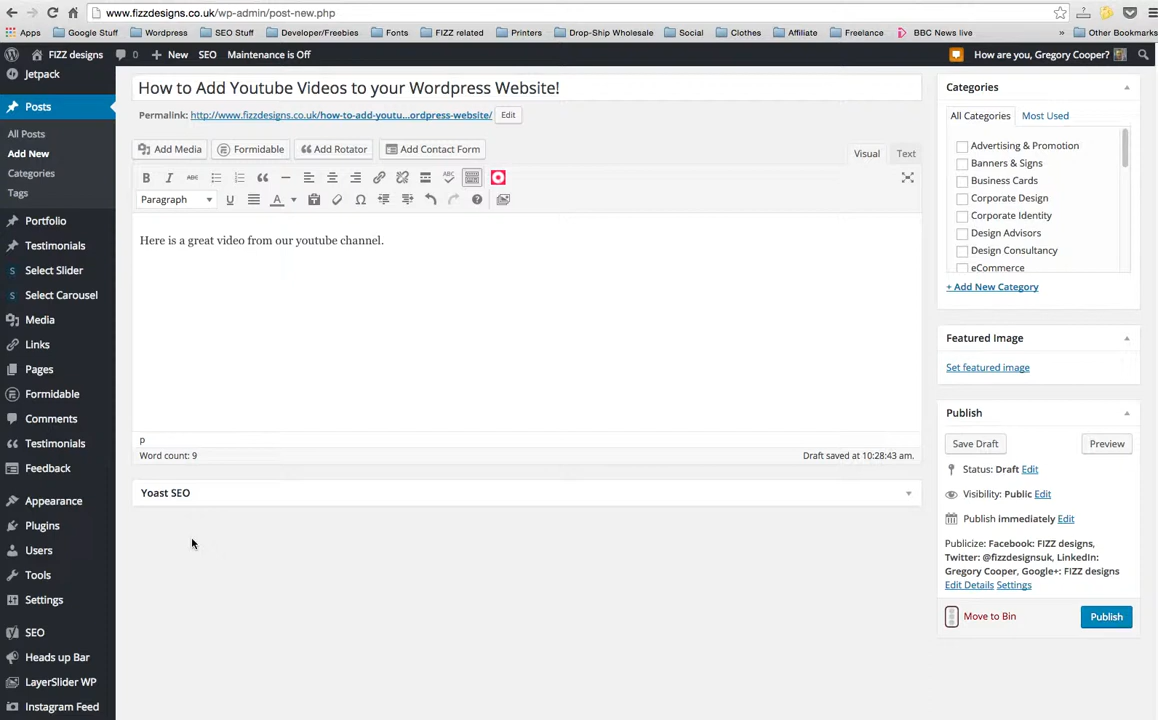 www.fizzdesigns.co.uk/wp-admin/post-new.php
Apps Google Stuff Wordpress SEO Stuff Developer/Freebies Fonts FIZZ related Printers Drop-Ship Wholesale Social Clothes Affiliate Freelance BBC News live Other Bookmarks
FIZZ designs 0 + New SEO Maintenance is Off How are you, Gregory Cooper?
Jetpack
Posts
All Posts
Add New
Categories
Tags
Portfolio
Testimonials
Select Slider
Select Carousel
Media
Links
Pages
Formidable
Comments
Testimonials
Feedback
Appearance
Plugins
Users
Tools
Settings
SEO
Heads up Bar
LayerSlider WP
Instagram Feed
How to Add Youtube Videos to your Wordpress Website!
Permalink: http://www.fizzdesigns.co.uk/how-to-add-youtu...ordpress-website/ Edit
Add Media Formidable Add Rotator Add Contact Form
Visual Text
B I ABC
Paragraph U A
Here is a great video from our youtube channel.
p
Word count: 9 Draft saved at 10:28:43 am.
Yoast SEO
Categories
All Categories Most Used
Advertising & Promotion
Banners & Signs
Business Cards
Corporate Design
Corporate Identity
Design Advisors
Design Consultancy
eCommerce
+ Add New Category
Featured Image
Set featured image
Publish
Save Draft Preview
Status: Draft Edit
Visibility: Public Edit
Publish immediately Edit
Publicize: Facebook: FIZZ designs,
Twitter: @fizzdesignsuk, LinkedIn:
Gregory Cooper, Google+: FIZZ designs
Edit Details Settings
Move to Bin Publish